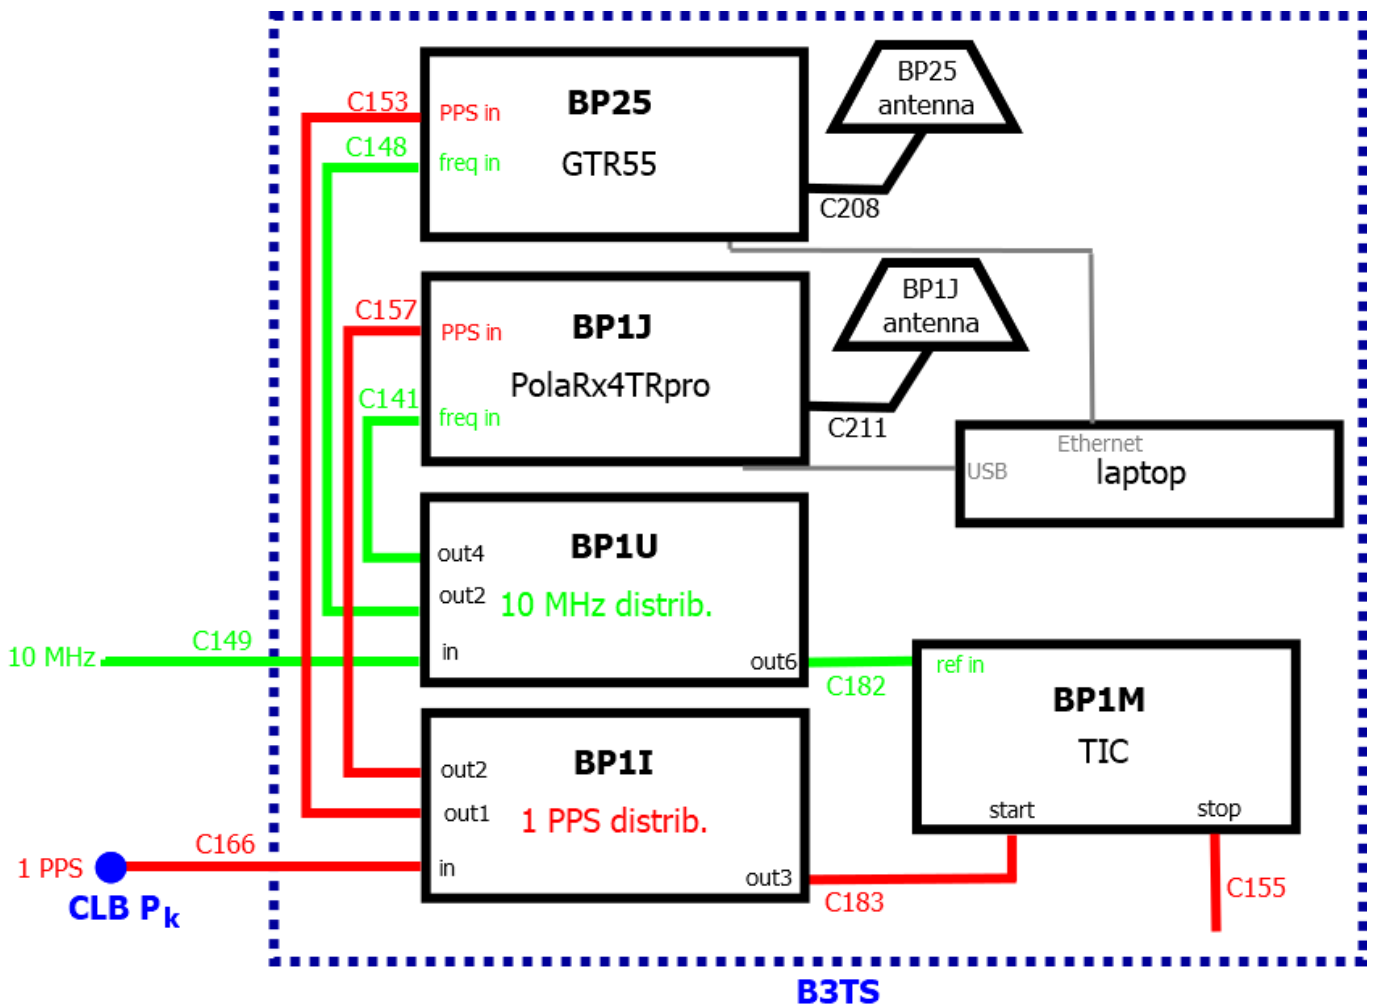 C153
PPS in
BP25
C148
freq in
GTR55
BP25
antenna
C208
C157
PPS in
BP1J
C141
freq in
PolaRx4TRpro
BP1J
antenna
C211
Ethernet
USB
laptop
out4
BP1U
out2
10 MHz distrib.
10 MHz
C149
in
out6
C182
ref in
BP1M
TIC
start
stop
out2
BP1I
out1
1 PPS distrib.
1 PPS
C166
in
out3
C183
C155
CLB Pk
B3TS